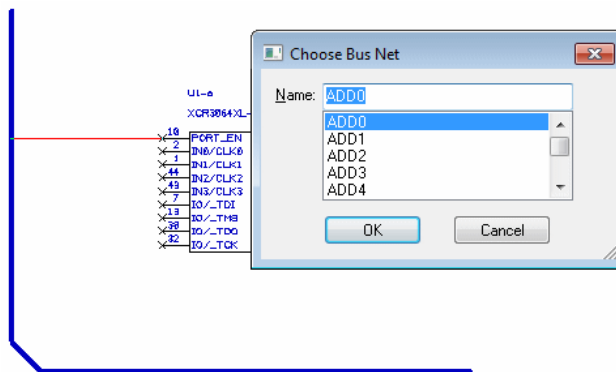 Choose Bus Net
Name: ADD0
ADD0
ADD1
ADD2
ADD3
ADD4
OK
Cancel
U1-a
XCR3064XL-
10 PORT_EN
2 IN0/CLK0
1 IN1/CLK1
44 IN2/CLK2
43 IN3/CLK3
7 IO/_TDI
13 IO/_TMS
38 IO/_TDO
32 IO/_TCK